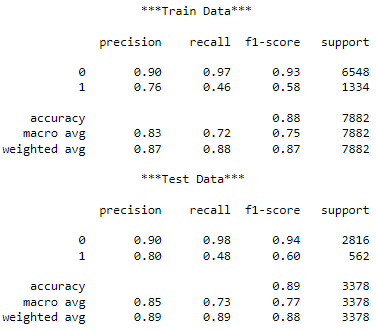 ***Train Data***
precision recall f1-score support
0 0.90 0.97 0.93 6548
1 0.76 0.46 0.58 1334
accuracy 0.88 7882
macro avg 0.83 0.72 0.75 7882
weighted avg 0.87 0.88 0.87 7882
***Test Data***
precision recall f1-score support
0 0.90 0.98 0.94 2816
1 0.80 0.48 0.60 562
accuracy 0.89 3378
macro avg 0.85 0.73 0.77 3378
weighted avg 0.89 0.89 0.88 3378